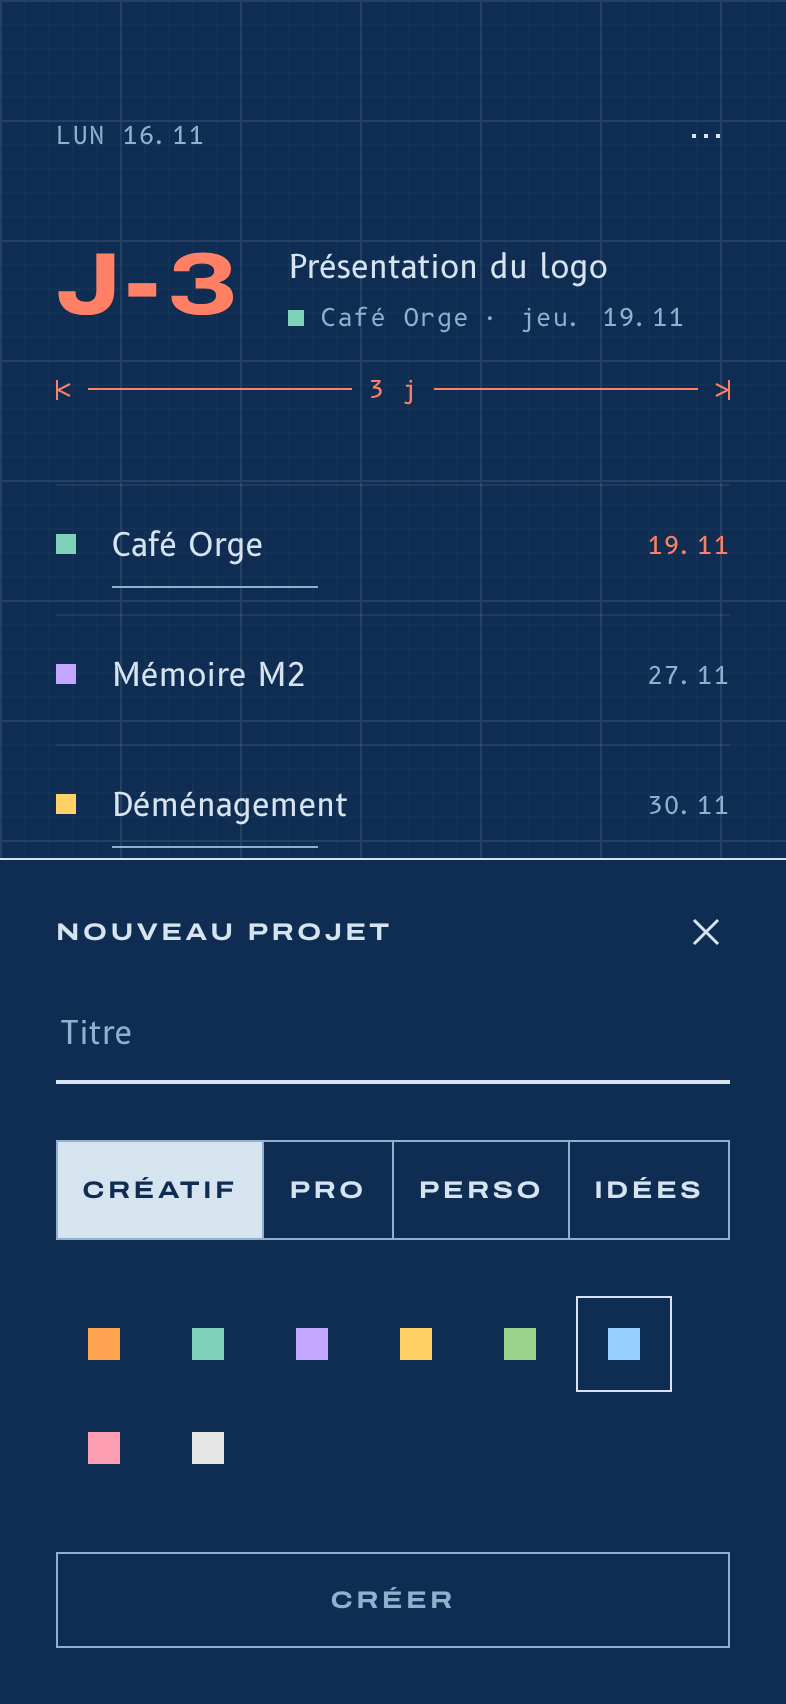 LUN 16.11
J-3
Présentation du logo
Café Orge · jeu. 19.11
3 j
Café Orge 19.11
Mémoire M2 27.11
Déménagement 30.11
NOUVEAU PROJET
Titre
CRÉATIF PRO PERSO IDÉES
CRÉER